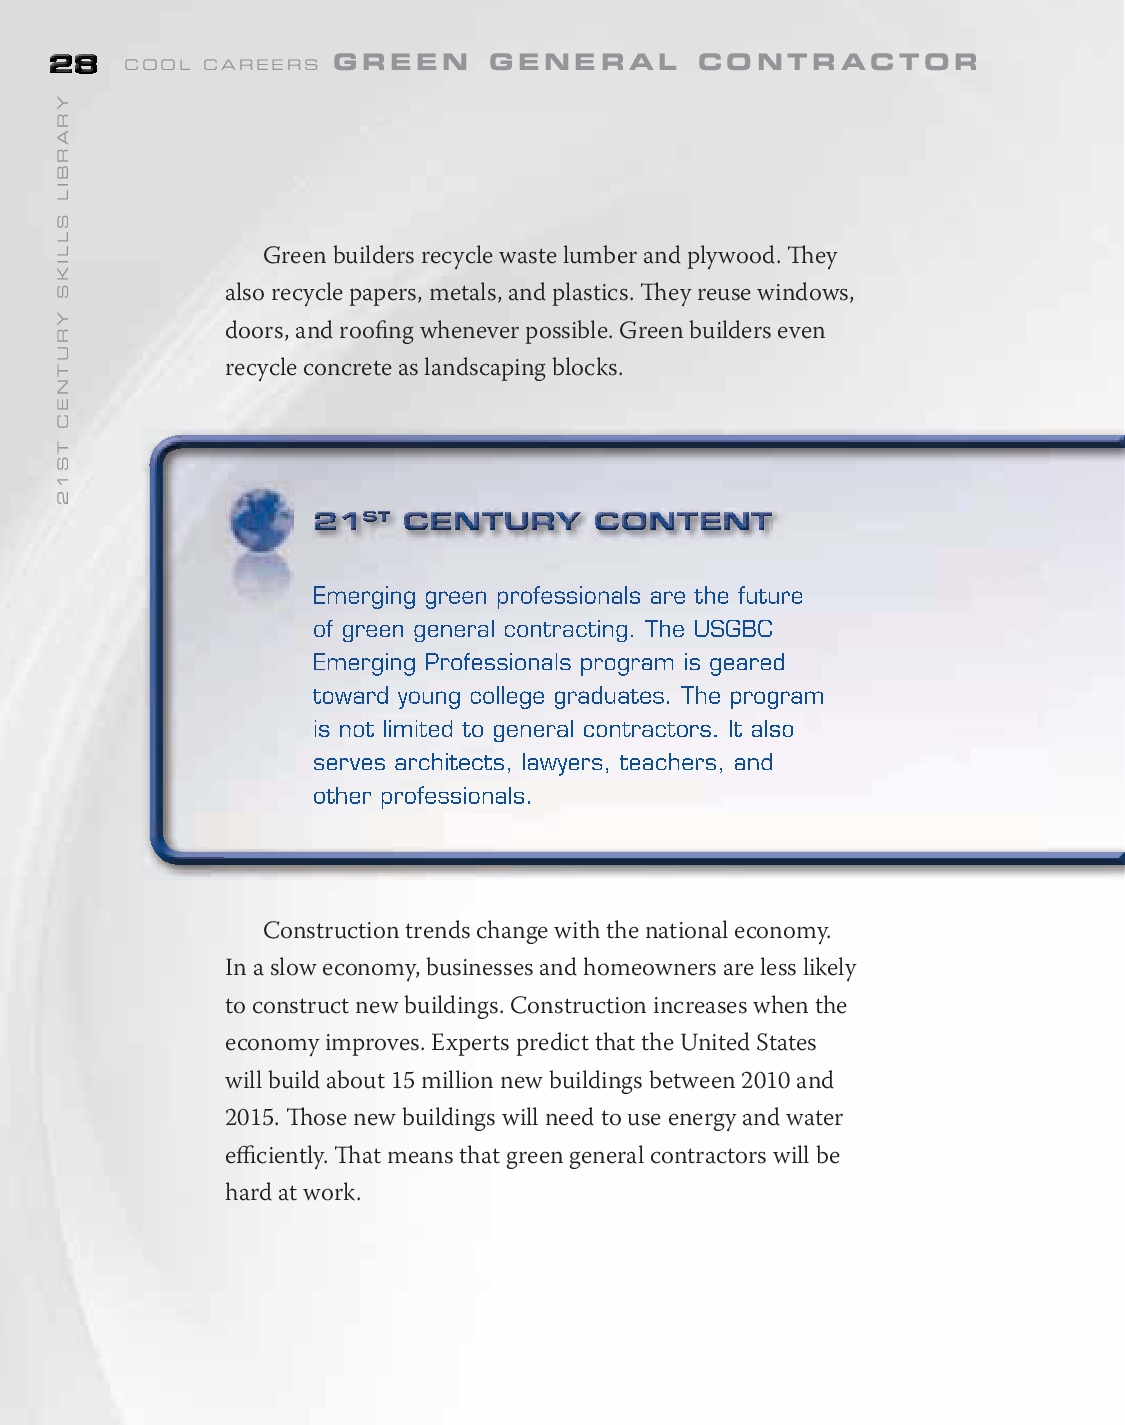 28 COOL CAREERS GREEN GENERAL CONTRACTOR
21ST CENTURY SKILLS LIBRARY
Green builders recycle waste lumber and plywood. They
also recycle papers, metals, and plastics. They reuse windows,
doors, and roofing whenever possible. Green builders even
recycle concrete as landscaping blocks.
21ST CENTURY CONTENT
Emerging green professionals are the future
of green general contracting. The USGBC
Emerging Professionals program is geared
toward young college graduates. The program
is not limited to general contractors. It also
serves architects, lawyers, teachers, and
other professionals.
Construction trends change with the national economy.
In a slow economy, businesses and homeowners are less likely
to construct new buildings. Construction increases when the
economy improves. Experts predict that the United States
will build about 15 million new buildings between 2010 and
2015. Those new buildings will need to use energy and water
efficiently. That means that green general contractors will be
hard at work.